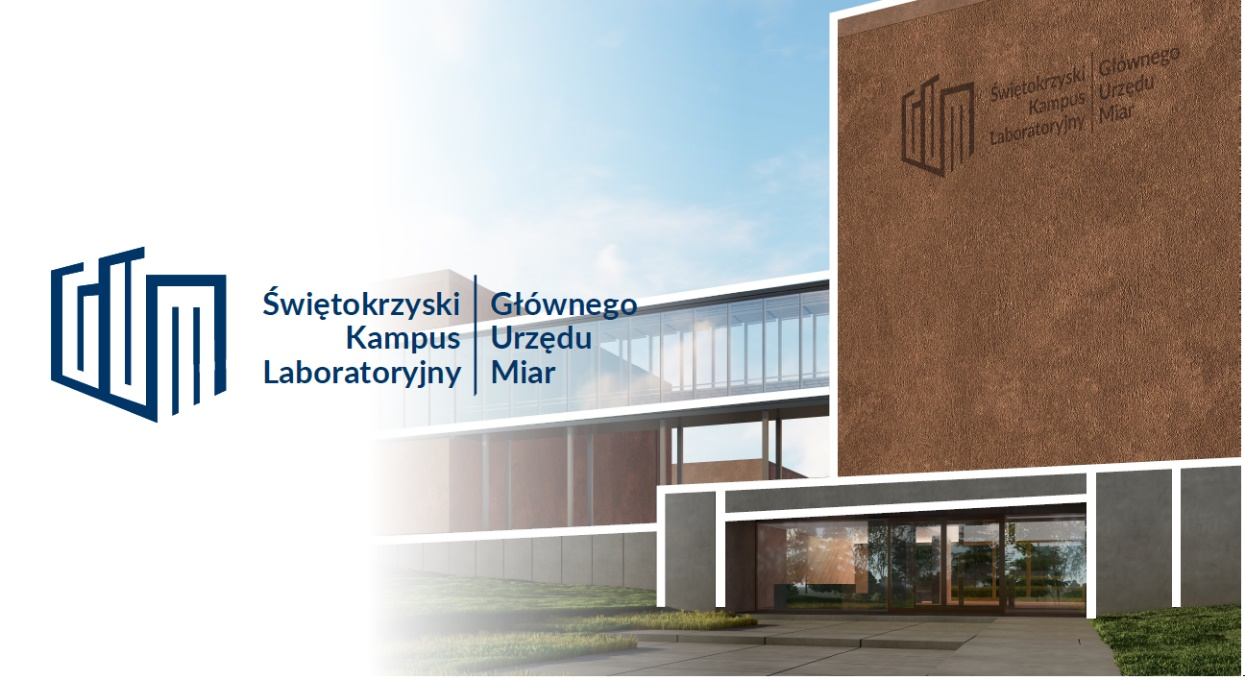 Świętokrzyski
Kampus
Laboratoryjny
Głównego
Urzędu
Miar
Świętokrzyski
Kampus
Laboratoryjny
Głównego
Urzędu
Miar